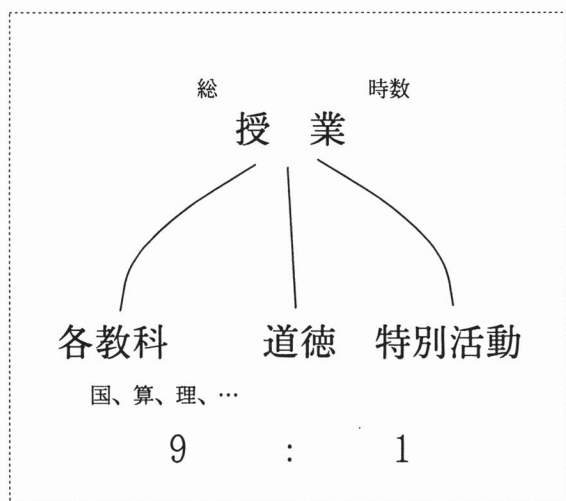 総 時数
授 業
各教科 道徳 特別活動
国、算、理、…
9 : 1